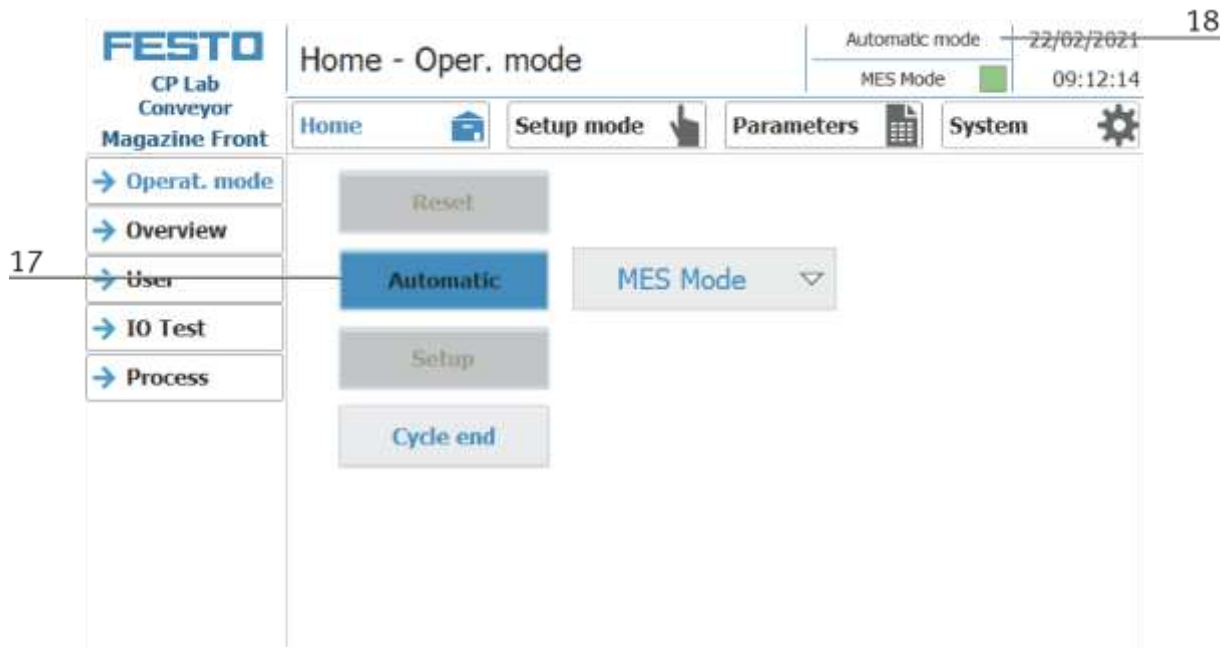 18
FESTO
CP Lab
Conveyor
Magazine Front
Home - Oper. mode
Automatic mode
22/02/2021
MES Mode
09:12:14
Home
Setup mode
Parameters
System
Operat. mode
Overview
17
User
IO Test
Process
Reset
Automatic
MES Mode
Setup
Cycle end